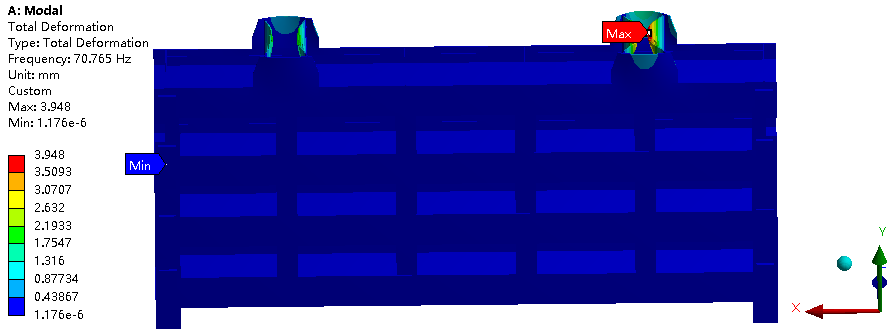 A: Modal
Total Deformation
Type: Total Deformation
Frequency: 70.765 Hz
Unit: mm
Custom
Max: 3.948
Min: 1.176e-6
3.948
3.5093
3.0707
2.632
2.1933
1.7547
1.316
0.87734
0.43867
1.176e-6
Max
Min
Y
X